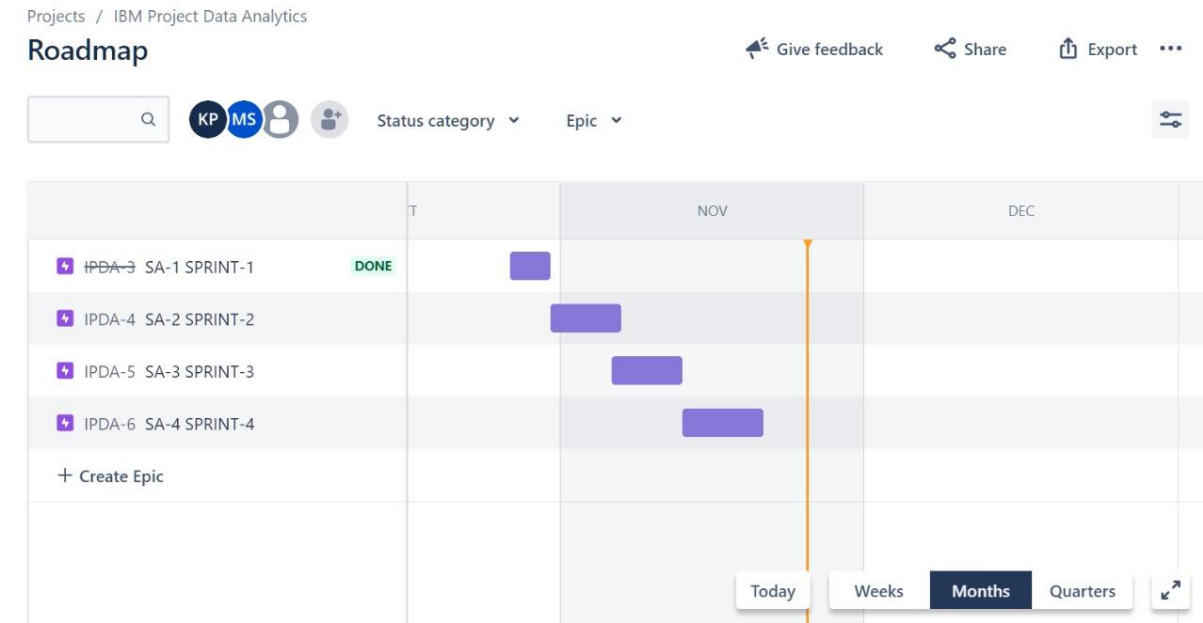 Projects / IBM Project Data Analytics
Roadmap
Give feedback Share Export
KP MS Status category Epic
T NOV DEC
IPDA-3 SA-1 SPRINT-1 DONE
IPDA-4 SA-2 SPRINT-2
IPDA-5 SA-3 SPRINT-3
IPDA-6 SA-4 SPRINT-4
+ Create Epic
Today Weeks Months Quarters